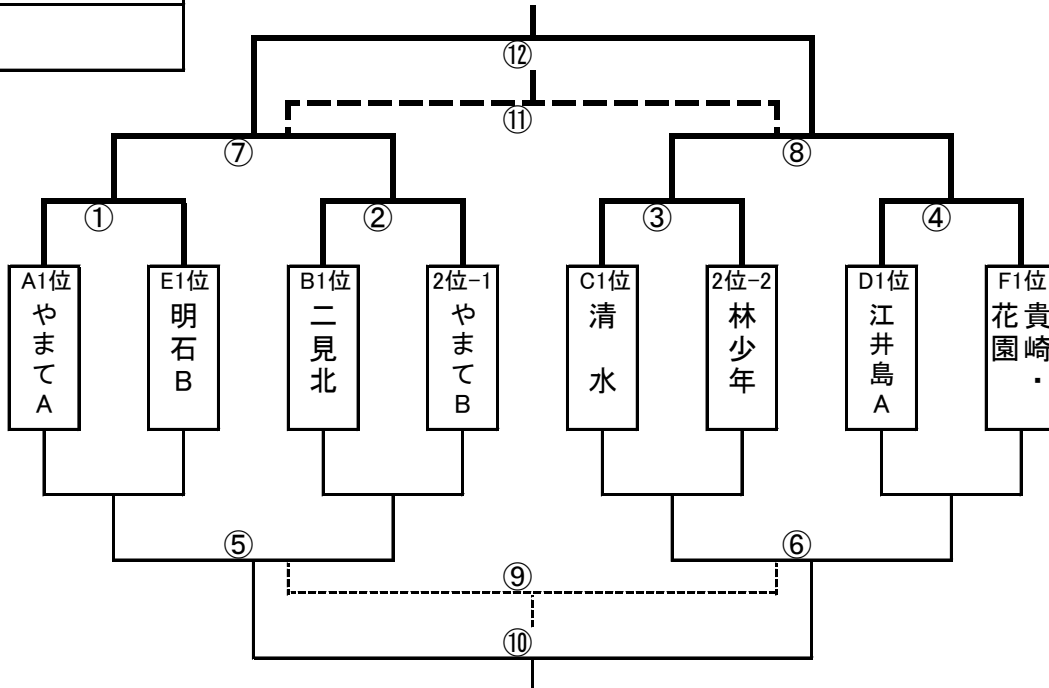 ⑫
⑪
⑦
⑧
①
②
③
④
A1位
やまてA
E1位
明石B
B1位
二見北
2位-1
やまてB
C1位
清水
2位-2
林少年
D1位
江井島A
F1位
貴崎・
花園
⑤
⑥
⑨
⑩